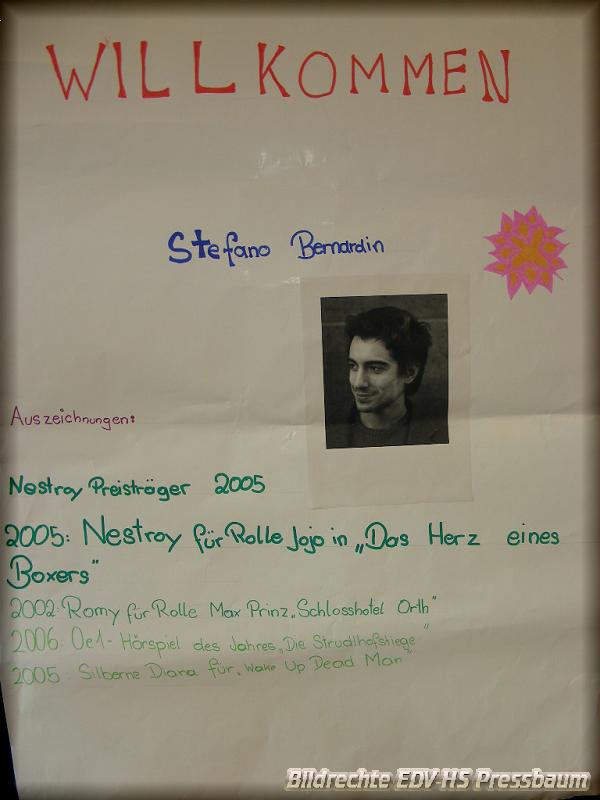 WILLKOMMEN
Stefano Bernardin
Auszeichnungen:
Nestroy Preisträger 2005
2005: Nestroy für Rolle Jojo in „Das Herz eines
Boxers"
2002: Romy für Rolle Max Prinz „Schlosshotel Orth"
2006: Oe1- Hörspiel des Jahres „Die Strudlhofstiege"
2005: Silberne Diana für „Wake Up Dead Man"
Bildrechte EDV-HS Pressbaum